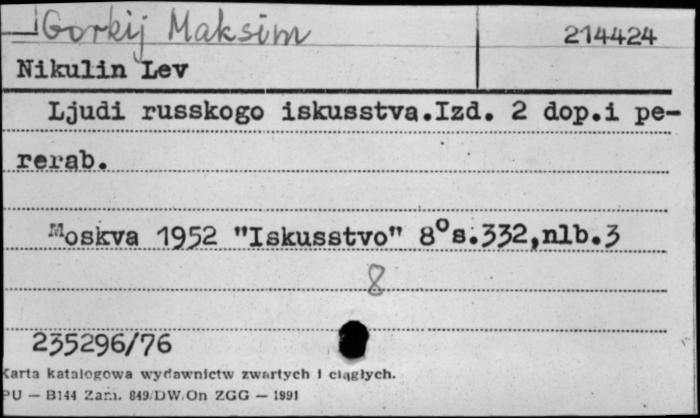 Gorkij Maksim
214424
Nikulin Lev
Ljudi russkogo iskusstva.Izd. 2 dop.i pe-
rerab.
Moskva 1952 "Iskusstvo" 8°s.332,nlb.3
8
235296/76
Karta katalogowa wydawnictw zwartych i ciągłych.
PU — B144 Zam. 849/DW/On ZGG — 1991